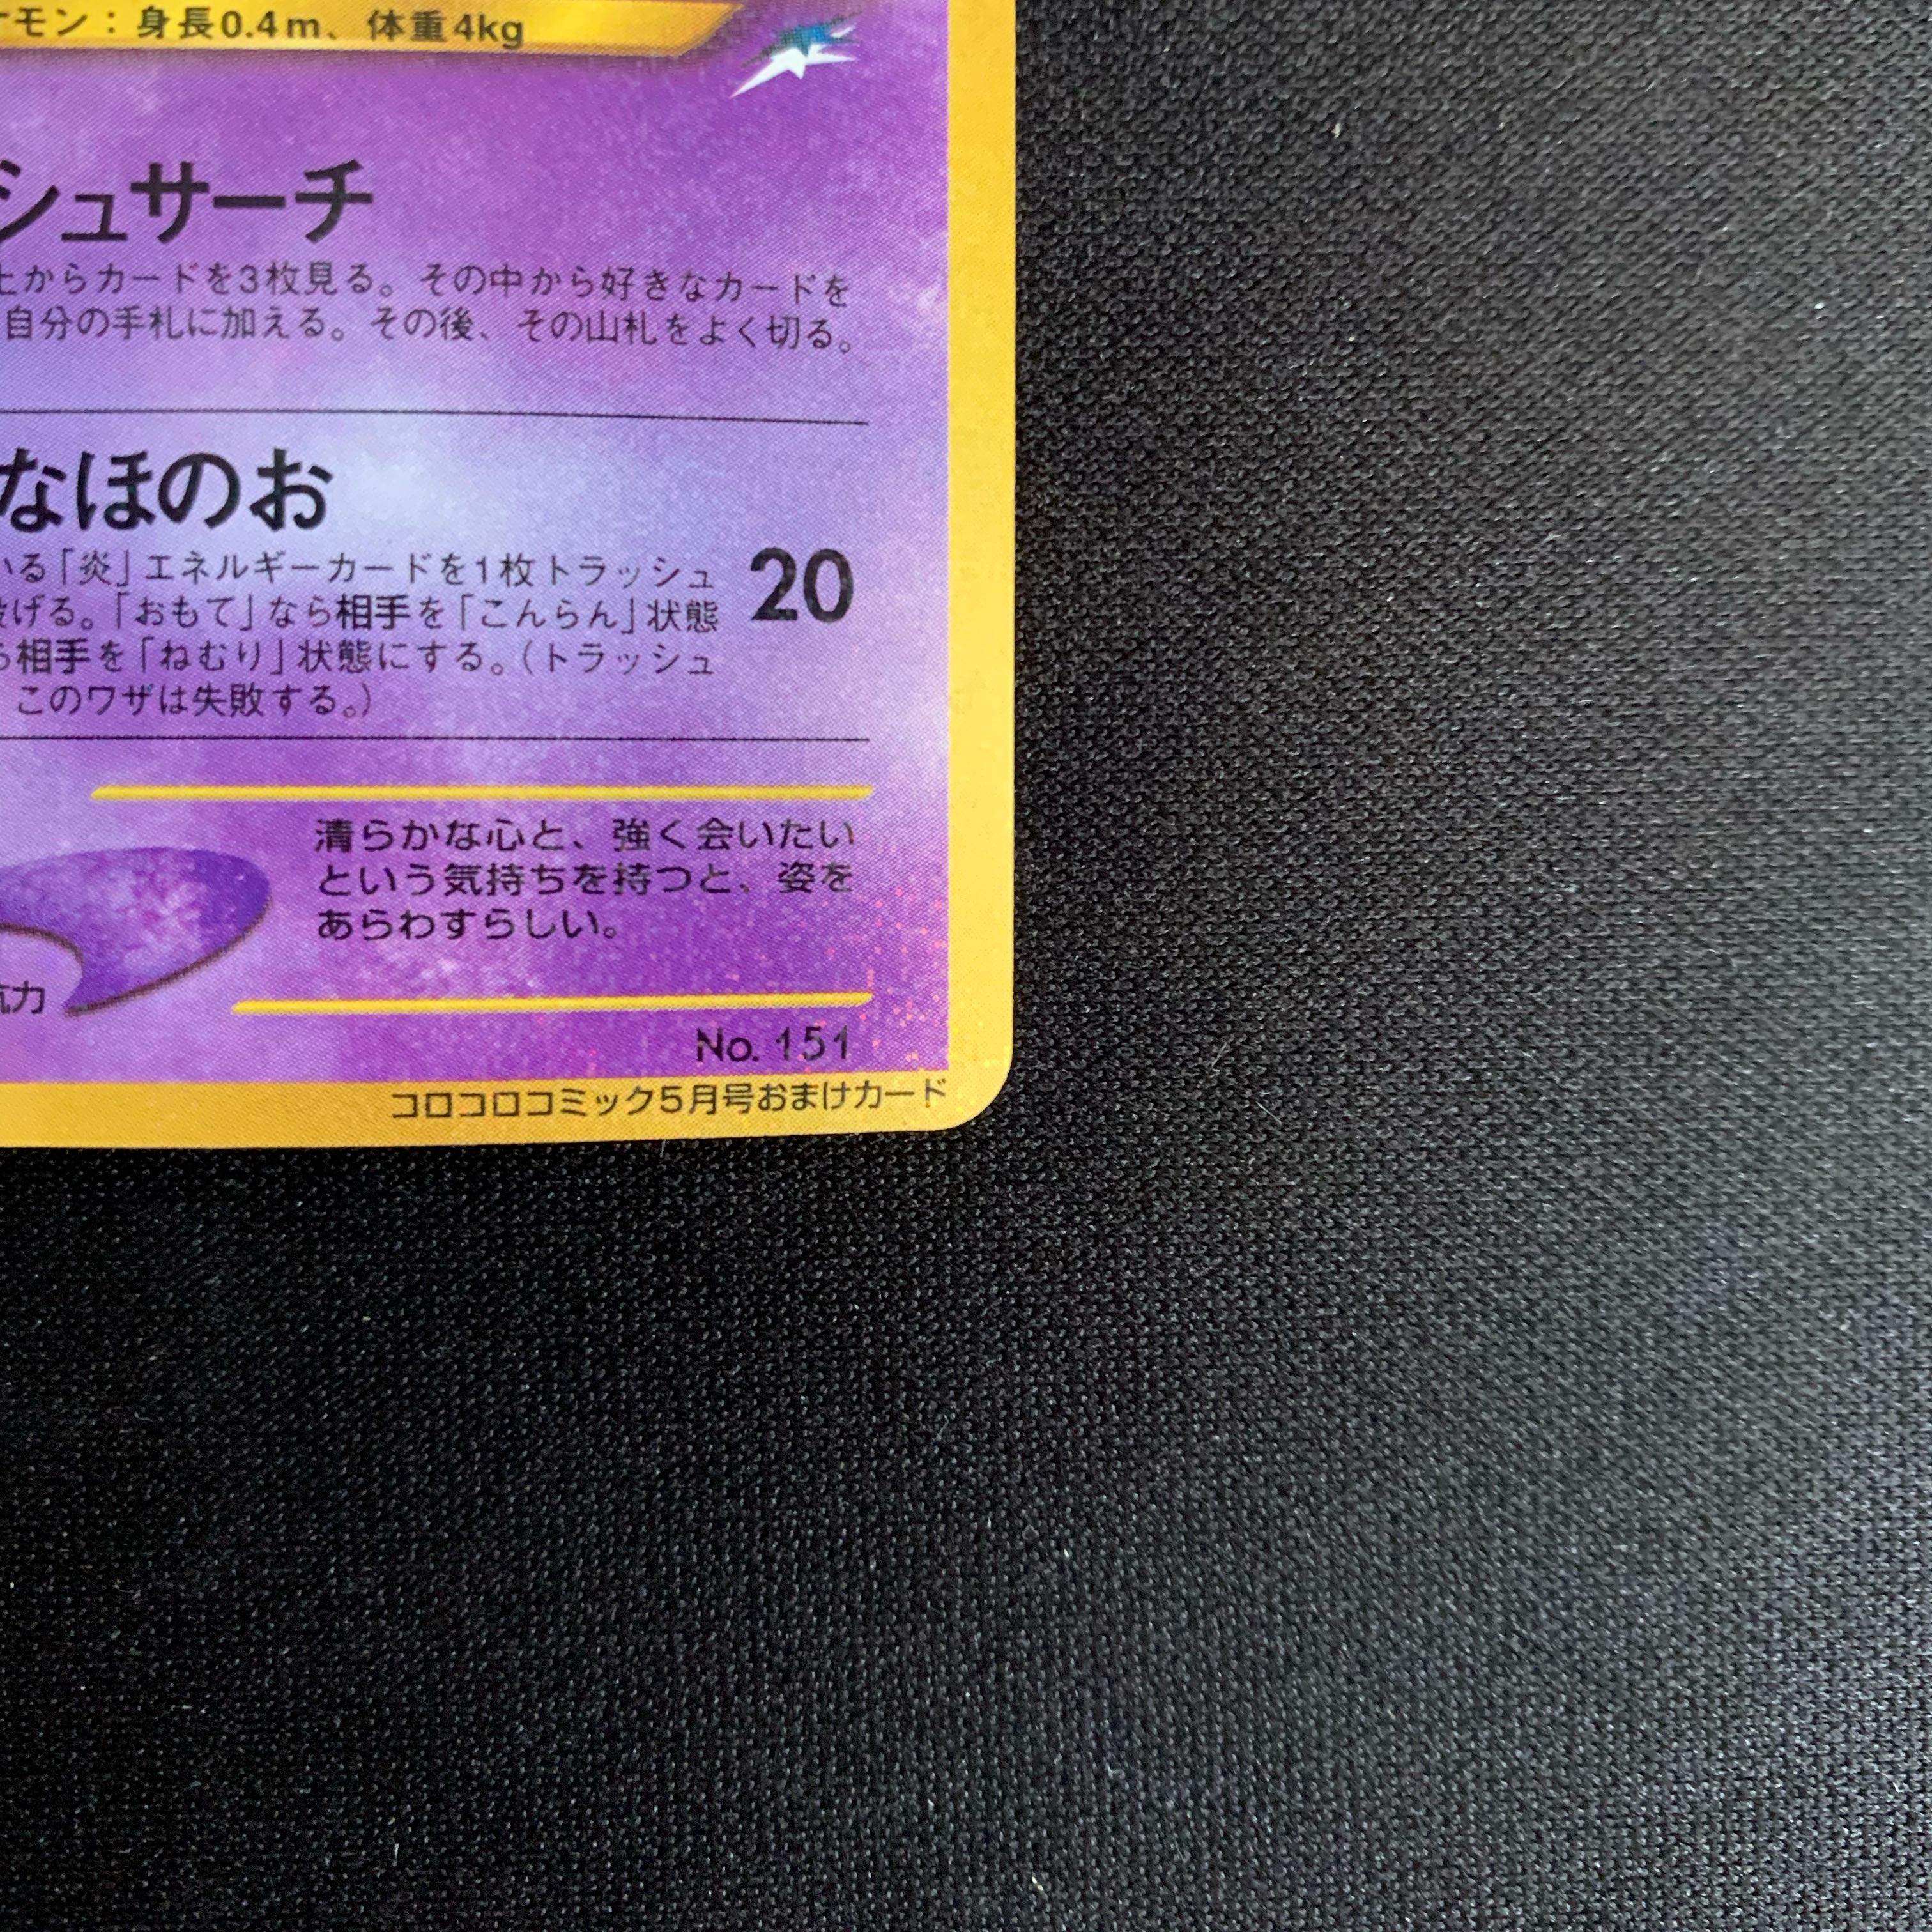 モン：身長0.4m、体重4kg
シュサーチ
上からカードを3枚見る。その中から好きなカードを
自分の手札に加える。その後、その山札をよく切る。
なほのお
いる「炎」エネルギーカードを1枚トラッシュ
投げる。「おもて」なら相手を「こんらん」状態
ら相手を「ねむり」状態にする。（トラッシュ
このワザは失敗する。）
20
清らかな心と、強く会いたい
という気持ちを持つと、姿を
あらわすらしい。
抗力
No. 151
コロコロコミック5月号おまけカード